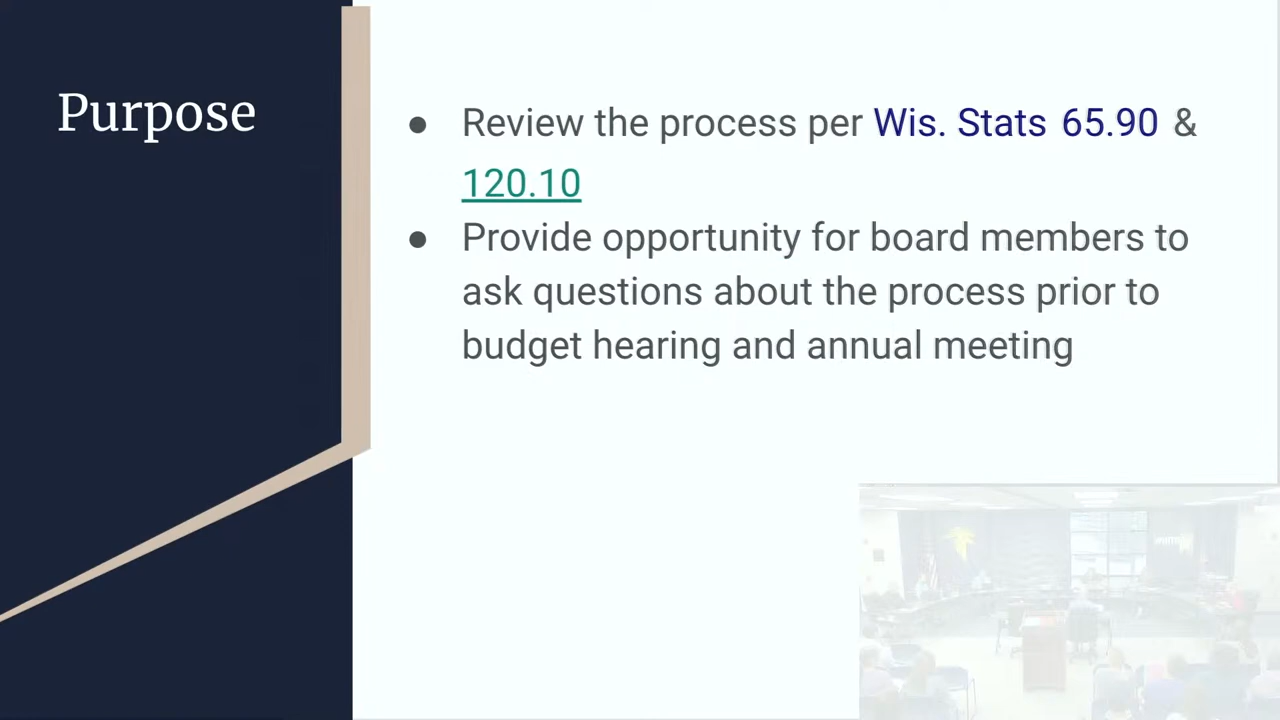 Purpose
● Review the process per Wis. Stats 65.90 &
120.10
● Provide opportunity for board members to
ask questions about the process prior to
budget hearing and annual meeting